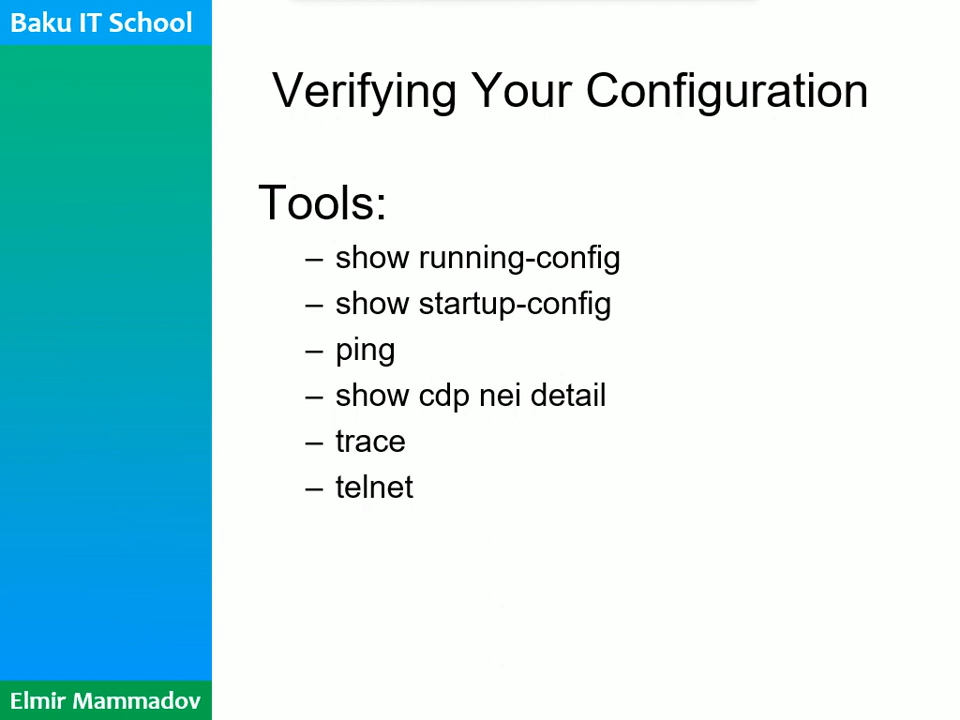 Baku IT School
Verifying Your Configuration
Tools:
– show running-config
– show startup-config
– ping
– show cdp nei detail
– trace
– telnet
Elmir Mammadov